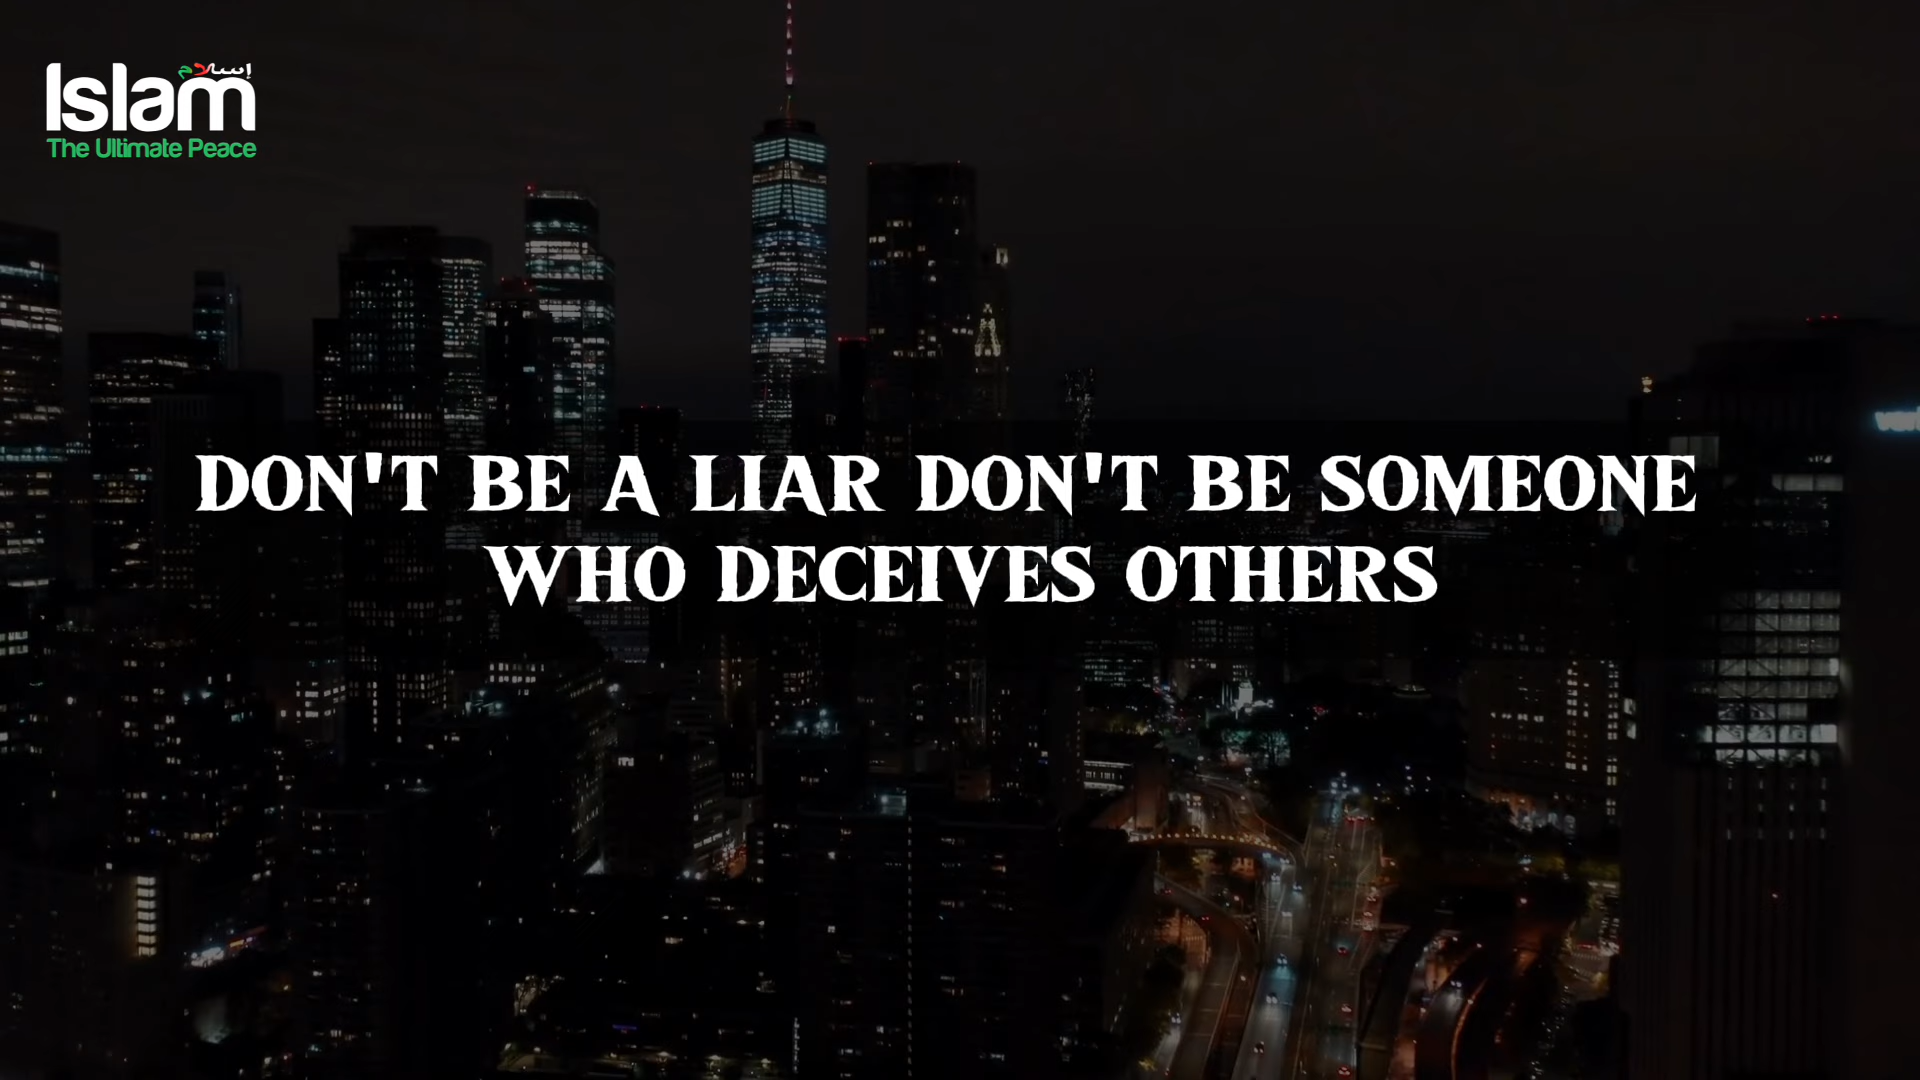 إسلام
Islam
The Ultimate Peace
DON'T BE A LIAR DON'T BE SOMEONE
WHO DECEIVES OTHERS